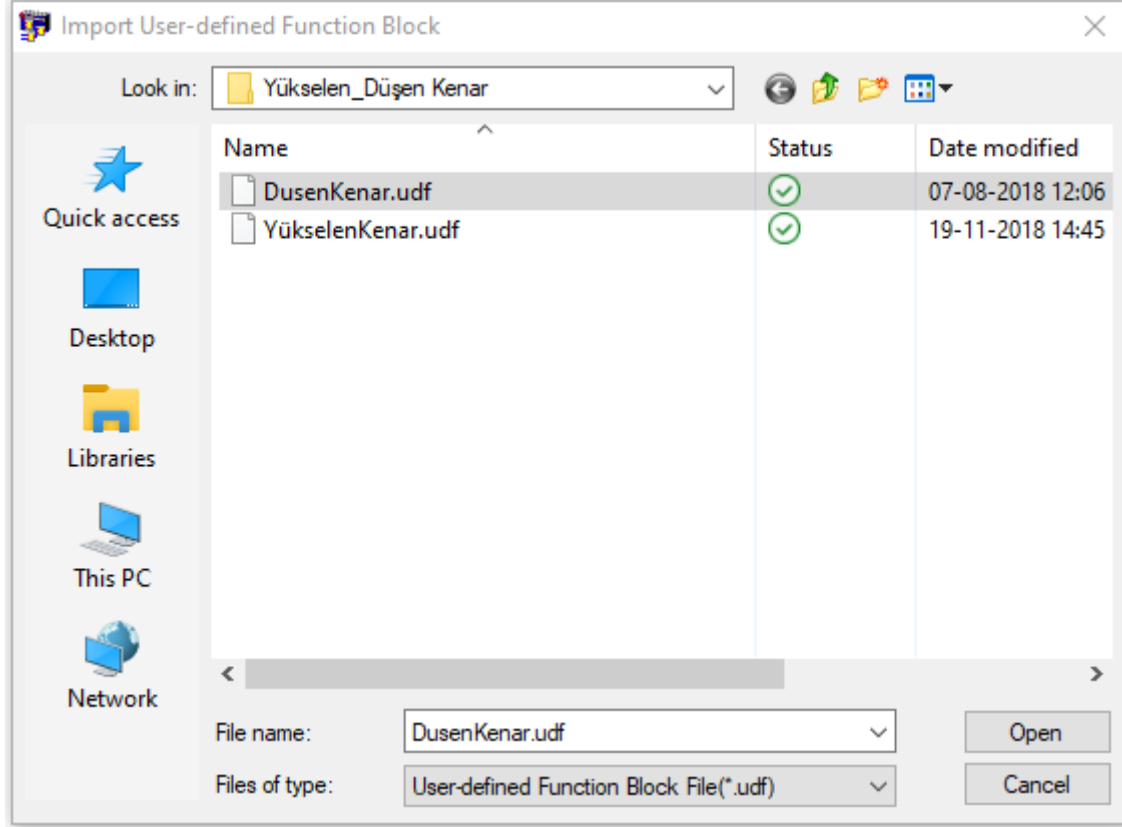 Import User-defined Function Block
Look in: Yükselen_Düşen Kenar
Name Status Date modified
DusenKenar.udf 07-08-2018 12:06
YükselenKenar.udf 19-11-2018 14:45
Quick access
Desktop
Libraries
This PC
Network
File name: DusenKenar.udf Open
Files of type: User-defined Function Block File(*.udf) Cancel